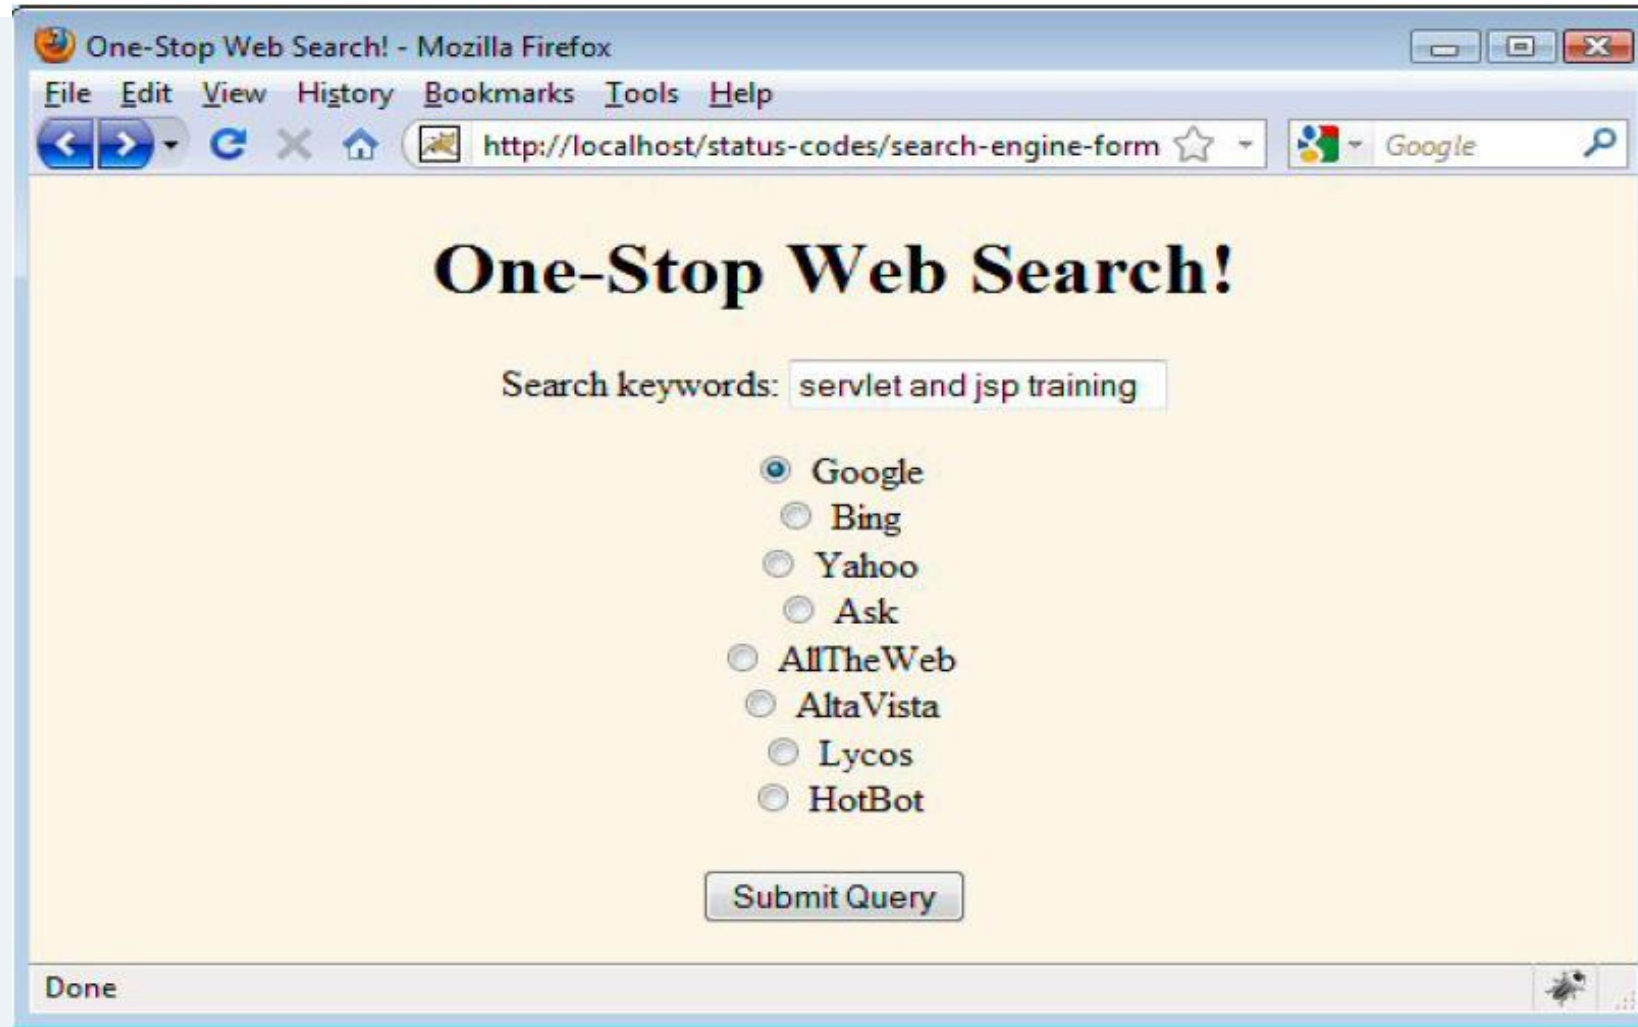 One-Stop Web Search! - Mozilla Firefox
File Edit View History Bookmarks Tools Help
http://localhost/status-codes/search-engine-form Google
One-Stop Web Search!
Search keywords: servlet and jsp training
Google
Bing
Yahoo
Ask
AllTheWeb
AltaVista
Lycos
HotBot
Submit Query
Done